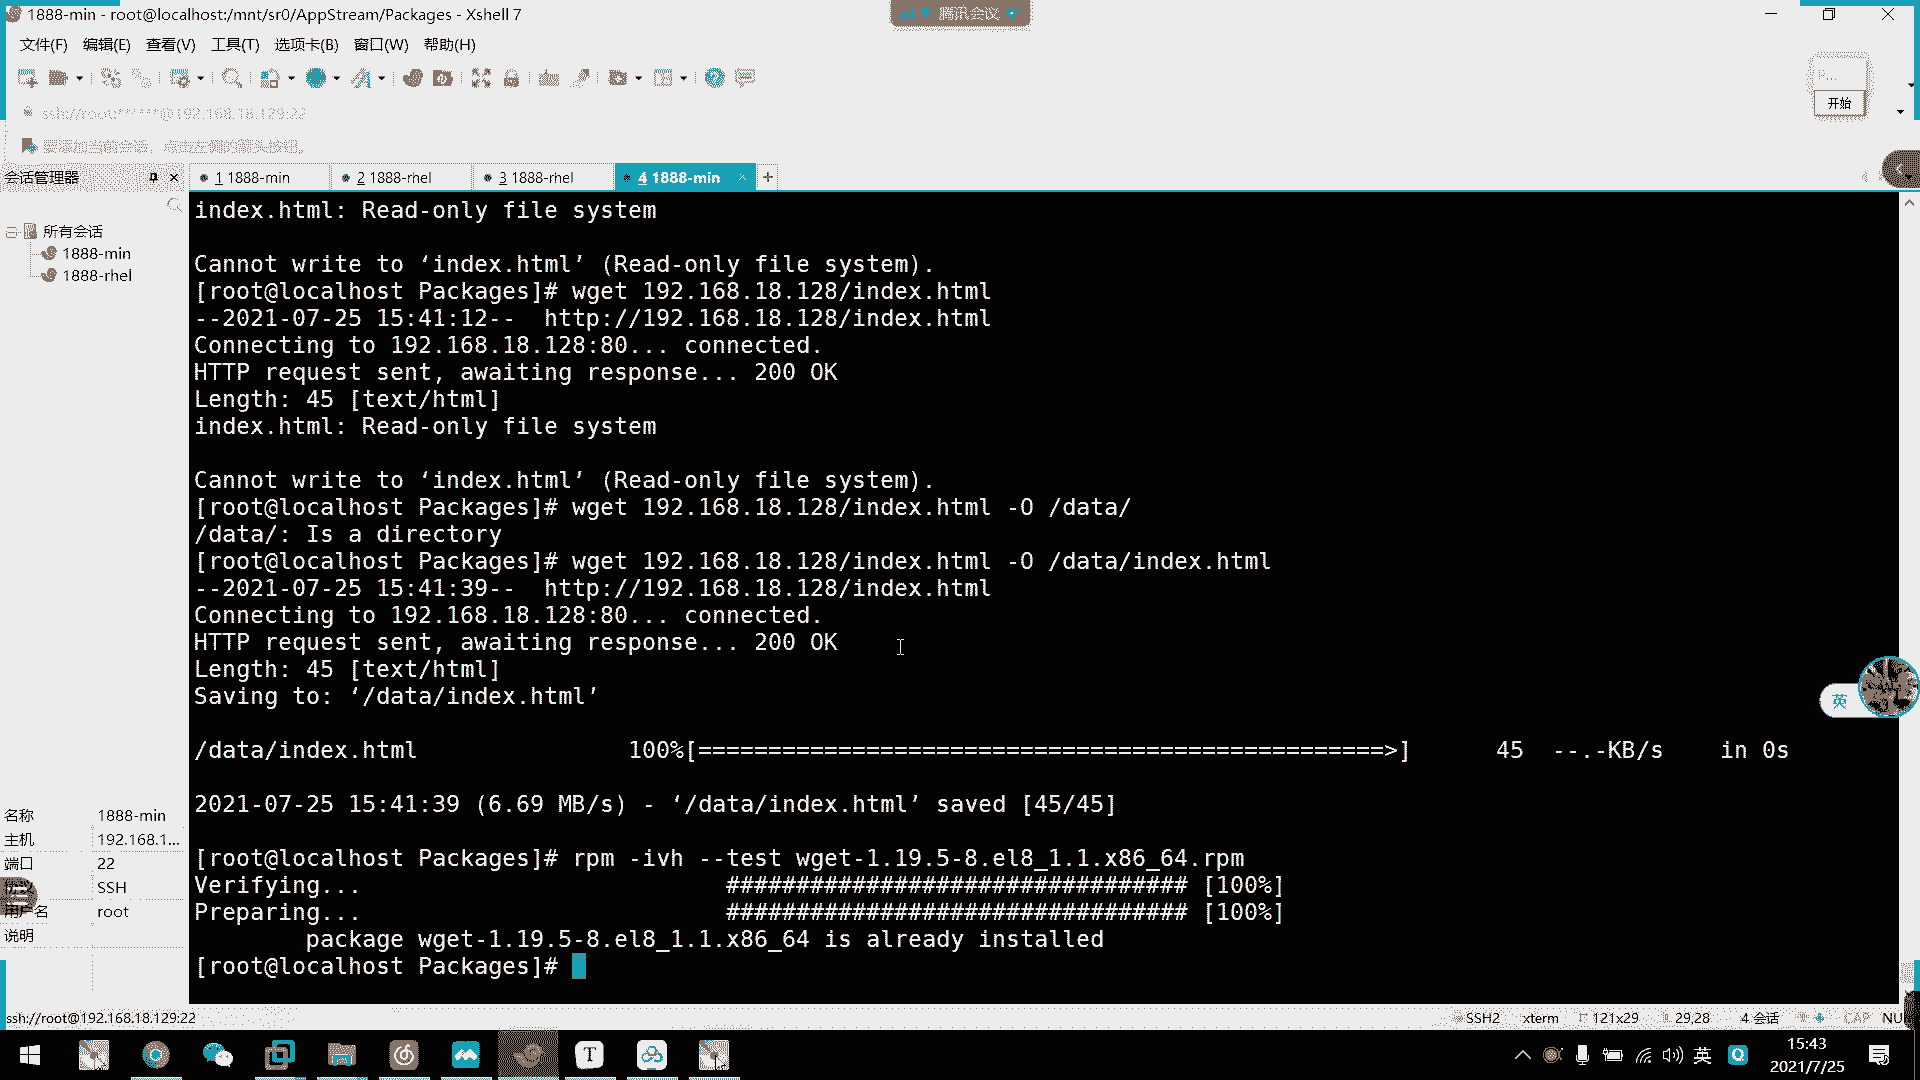 1888-min - root@localhost:/mnt/sr0/AppStream/Packages - Xshell 7
腾讯会议
文件(F) 编辑(E) 查看(V) 工具(T) 选项卡(B) 窗口(W) 帮助(H)
P...
开始
ssh://root:******@192.168.18.129:22
要添加当前会话，点击左侧的箭头按钮。
会话管理器
1 1888-min
2 1888-rhel
3 1888-rhel
4 1888-min
所有会话
1888-min
1888-rhel
index.html: Read-only file system
Cannot write to ‘index.html’ (Read-only file system).
[root@localhost Packages]# wget 192.168.18.128/index.html
--2021-07-25 15:41:12--  http://192.168.18.128/index.html
Connecting to 192.168.18.128:80... connected.
HTTP request sent, awaiting response... 200 OK
Length: 45 [text/html]
index.html: Read-only file system
Cannot write to ‘index.html’ (Read-only file system).
[root@localhost Packages]# wget 192.168.18.128/index.html -O /data/
/data/: Is a directory
[root@localhost Packages]# wget 192.168.18.128/index.html -O /data/index.html
--2021-07-25 15:41:39--  http://192.168.18.128/index.html
Connecting to 192.168.18.128:80... connected.
HTTP request sent, awaiting response... 200 OK
Length: 45 [text/html]
Saving to: ‘/data/index.html’
/data/index.html 100%[=================================================>] 45 --.-KB/s in 0s
2021-07-25 15:41:39 (6.69 MB/s) - ‘/data/index.html’ saved [45/45]
[root@localhost Packages]# rpm -ivh --test wget-1.19.5-8.el8_1.1.x86_64.rpm
Verifying... ################################# [100%]
Preparing... ################################# [100%]
package wget-1.19.5-8.el8_1.1.x86_64 is already installed
[root@localhost Packages]#
名称 1888-min
主机 192.168.1...
端口 22
协议 SSH
用户名 root
说明
英
ssh://root@192.168.18.129:22
SSH2 xterm 121x29 29,28 4 会话 CAP NU
T
英
15:43
2021/7/25